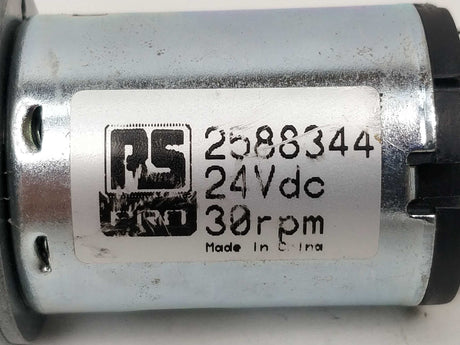 RS
PRO
2588344
24Vdc
30rpm
Made In China